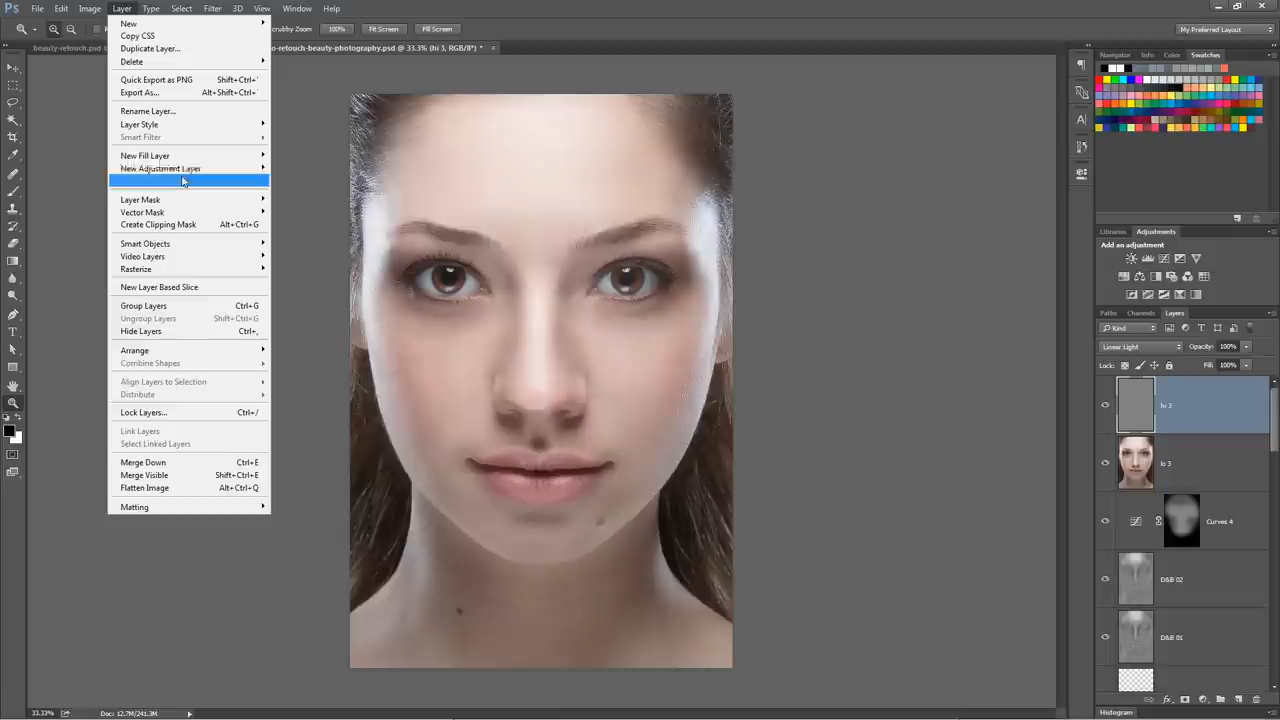 Ps File Edit Image Layer Type Select Filter 3D View Window Help
Scrubby Zoom 100% Fit Screen Fill Screen My Preferred Layout
beauty-retouch.psd o-retouch-beauty-photography.psd @ 33.3% (hi 3, RGB/8*) * ×
New
Copy CSS
Duplicate Layer...
Delete
Quick Export as PNG Shift+Ctrl+'
Export As... Alt+Shift+Ctrl+'
Rename Layer...
Layer Style
Smart Filter
New Fill Layer
New Adjustment Layer
Layer Mask
Vector Mask
Create Clipping Mask Alt+Ctrl+G
Smart Objects
Video Layers
Rasterize
New Layer Based Slice
Group Layers Ctrl+G
Ungroup Layers Shift+Ctrl+G
Hide Layers Ctrl+,
Arrange
Combine Shapes
Align Layers to Selection
Distribute
Lock Layers... Ctrl+/
Link Layers
Select Linked Layers
Merge Down Ctrl+E
Merge Visible Shift+Ctrl+E
Flatten Image Alt+Ctrl+Q
Matting
Navigator Info Color Swatches
Libraries Adjustments
Add an adjustment
Paths Channels Layers
Kind
Linear Light Opacity: 100%
Lock: Fill: 100%
hi 3
lo 3
Curves 4
D&B 02
D&B 01
Histogram
33.33% Doc: 12.7M/241.3M